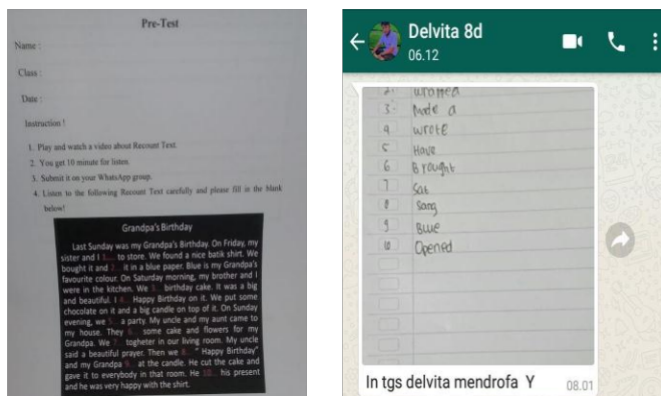 Pre-Test
Name :
Class :
Date :
Instruction !
1. Play and watch a video about Recount Text.
2. You get 10 minute for listen.
3. Submit it on your WhatsApp group.
4. Listen to the following Recount Text carefully and please fill in the blank
below!
Grandpa's Birthday
Last Sunday was my Grandpa's Birthday. On Friday, my
sister and I 1.... to store. We found a nice batik shirt. We
bought it and 2... it in a blue paper. Blue is my Grandpa's
favourite colour. On Saturday morning, my brother and I
were in the kitchen. We 3... birthday cake. It was a big
and beautiful. I 4... Happy Birthday on it. We put some
chocolate on it and a big candle on top of it. On Sunday
evening, we 5... a party. My uncle and my aunt came to
my house. They 6... some cake and flowers for my
Grandpa. We 7... togheter in our living room. My uncle
said a beautiful prayer. Then we 8... " Happy Birthday"
and my Grandpa 9... at the candle. He cut the cake and
gave it to everybody in that room. He 10... his present
and he was very happy with the shirt.
Delvita 8d
06.12
2.
3. Made a
4 wrote
5 Have
6 Brought
7 Sat
8 Sang
9 Blue
10 Opened
In tgs delvita mendrofa Y
08.01